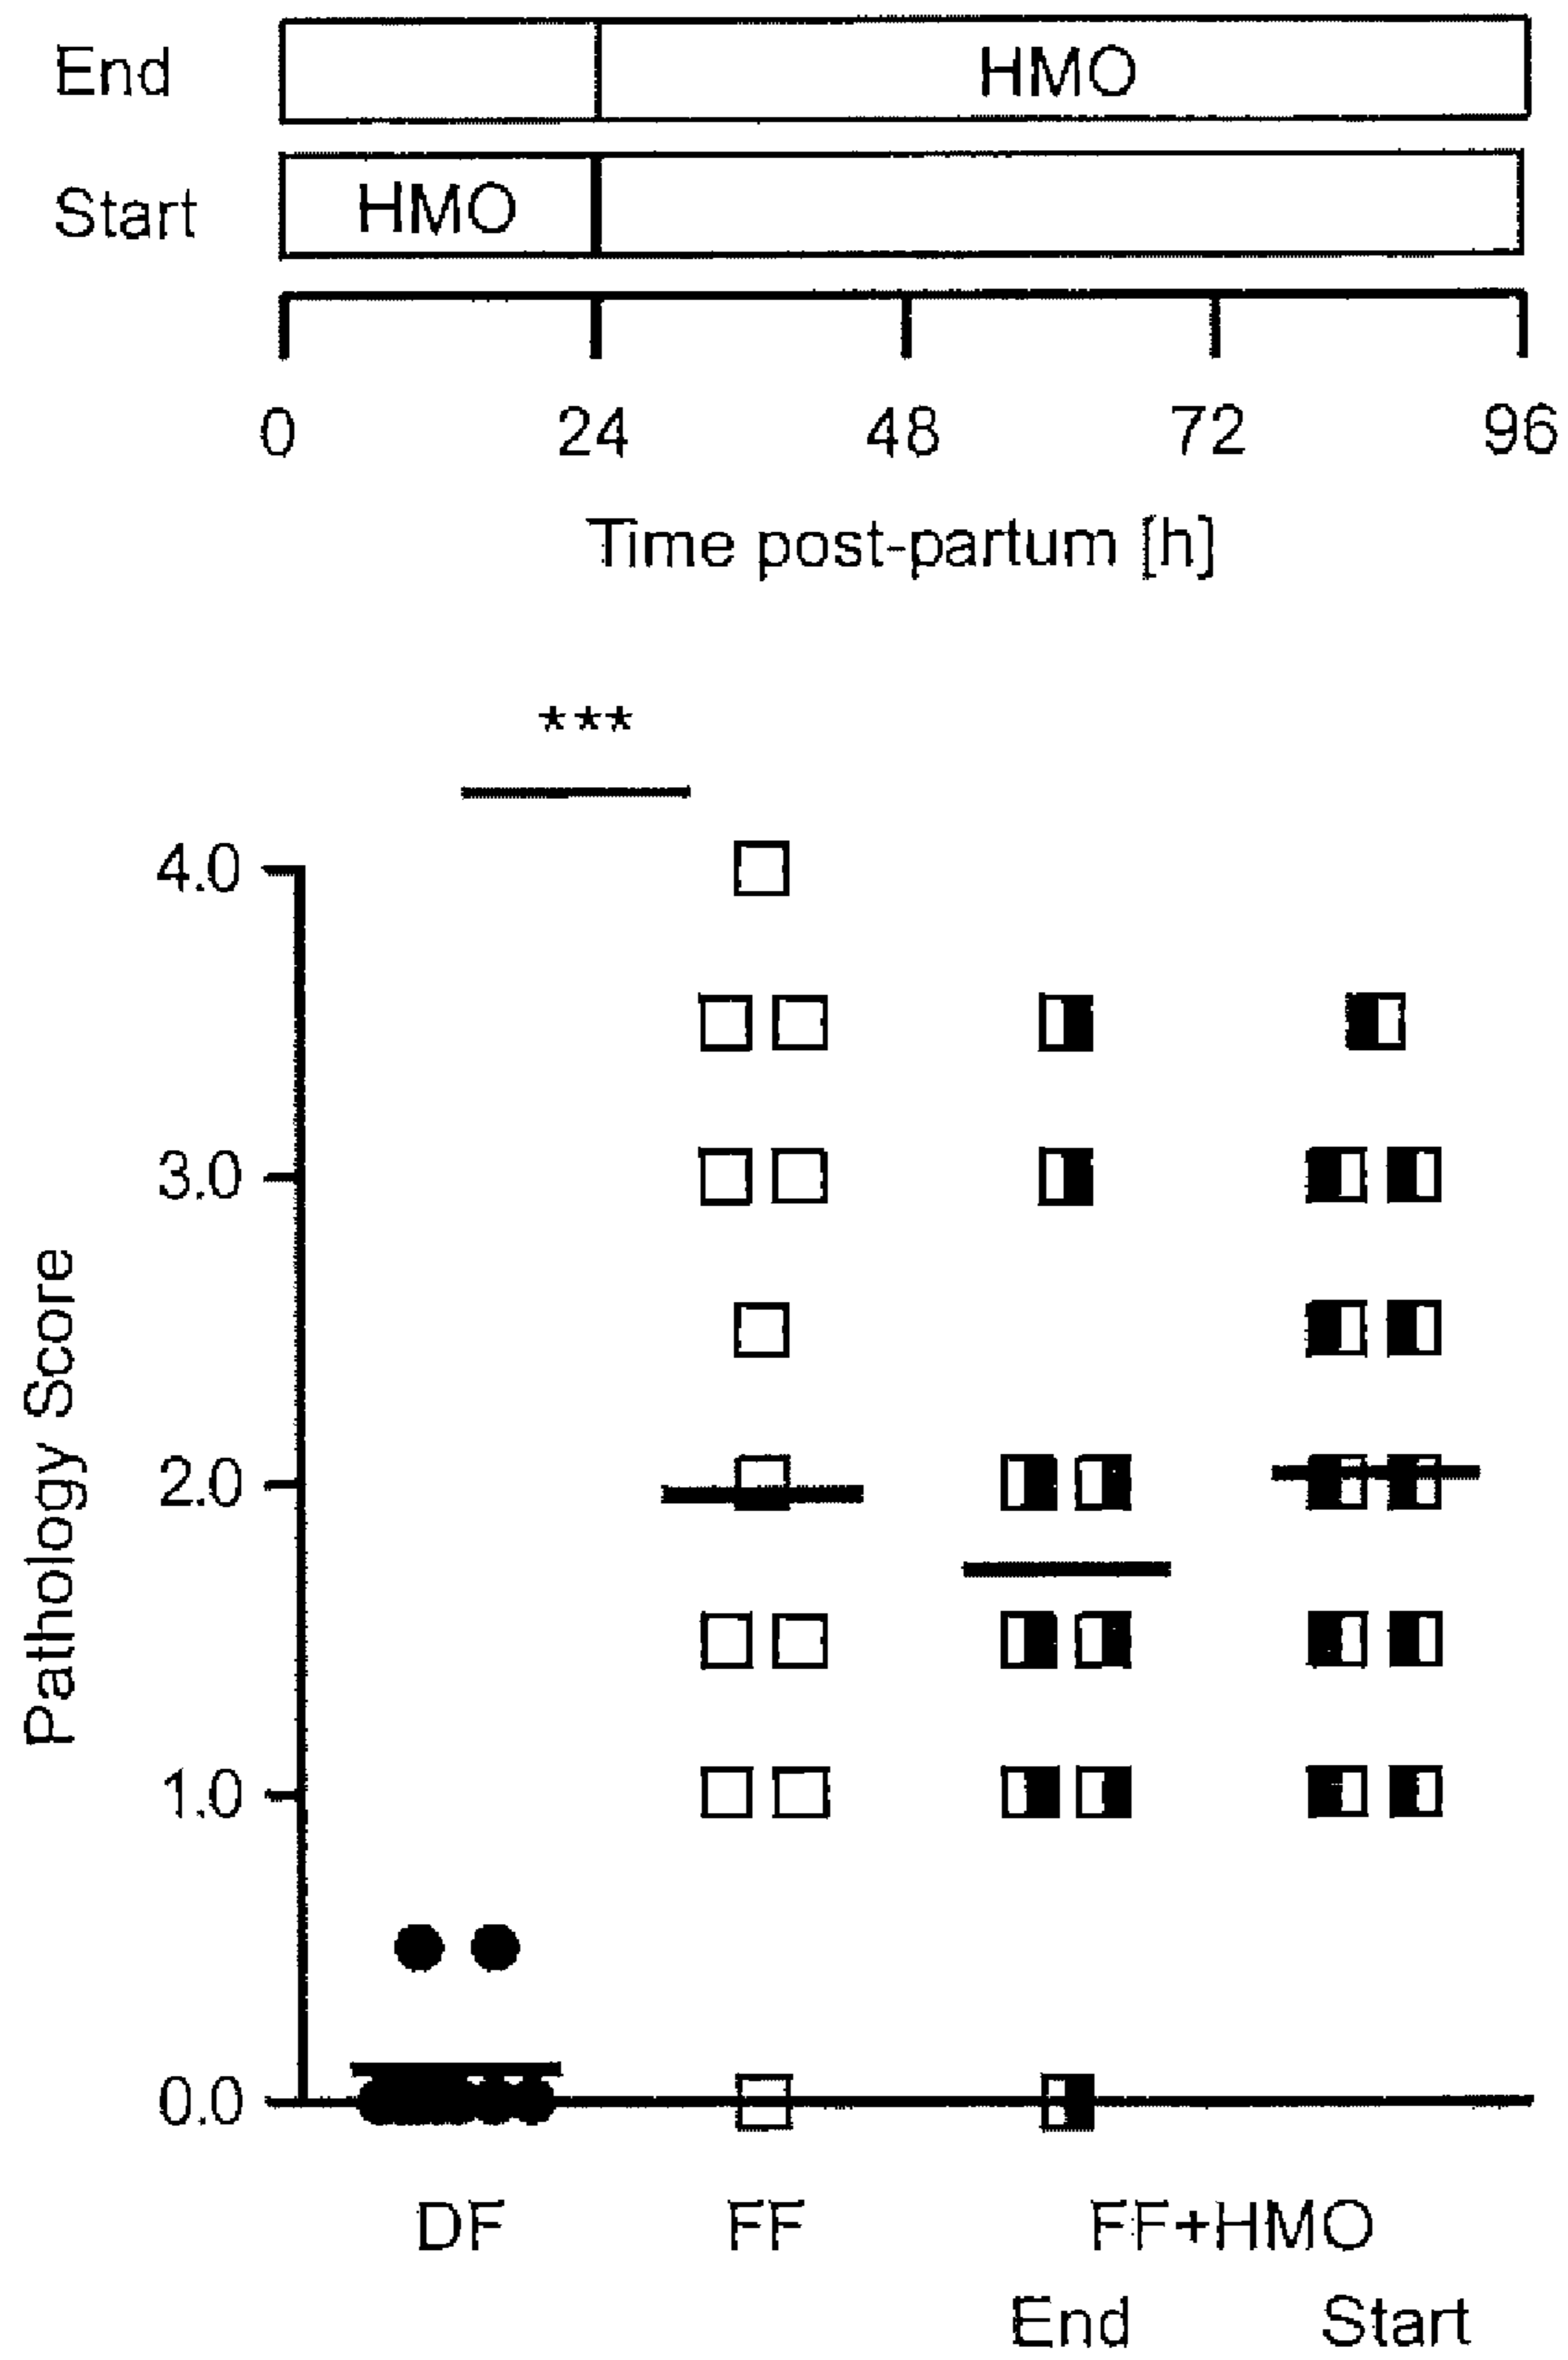 End HMO
Start HMO
0 24 48 72 96
Time post-partum [h]
***
4.0
3.0
2.0
1.0
0.0
Pathology Score
DF FF FF+HMO
End Start